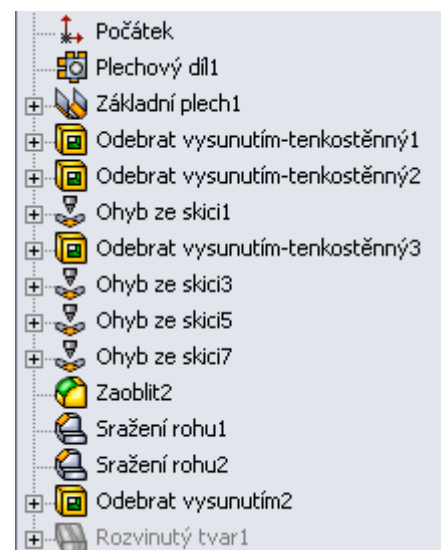 Počátek
Plechový díl1
Základní plech1
Odebrat vysunutím-tenkostěnný1
Odebrat vysunutím-tenkostěnný2
Ohyb ze skici1
Odebrat vysunutím-tenkostěnný3
Ohyb ze skici3
Ohyb ze skici5
Ohyb ze skici7
Zaoblit2
Sražení rohu1
Sražení rohu2
Odebrat vysunutím2
Rozvinutý tvar1